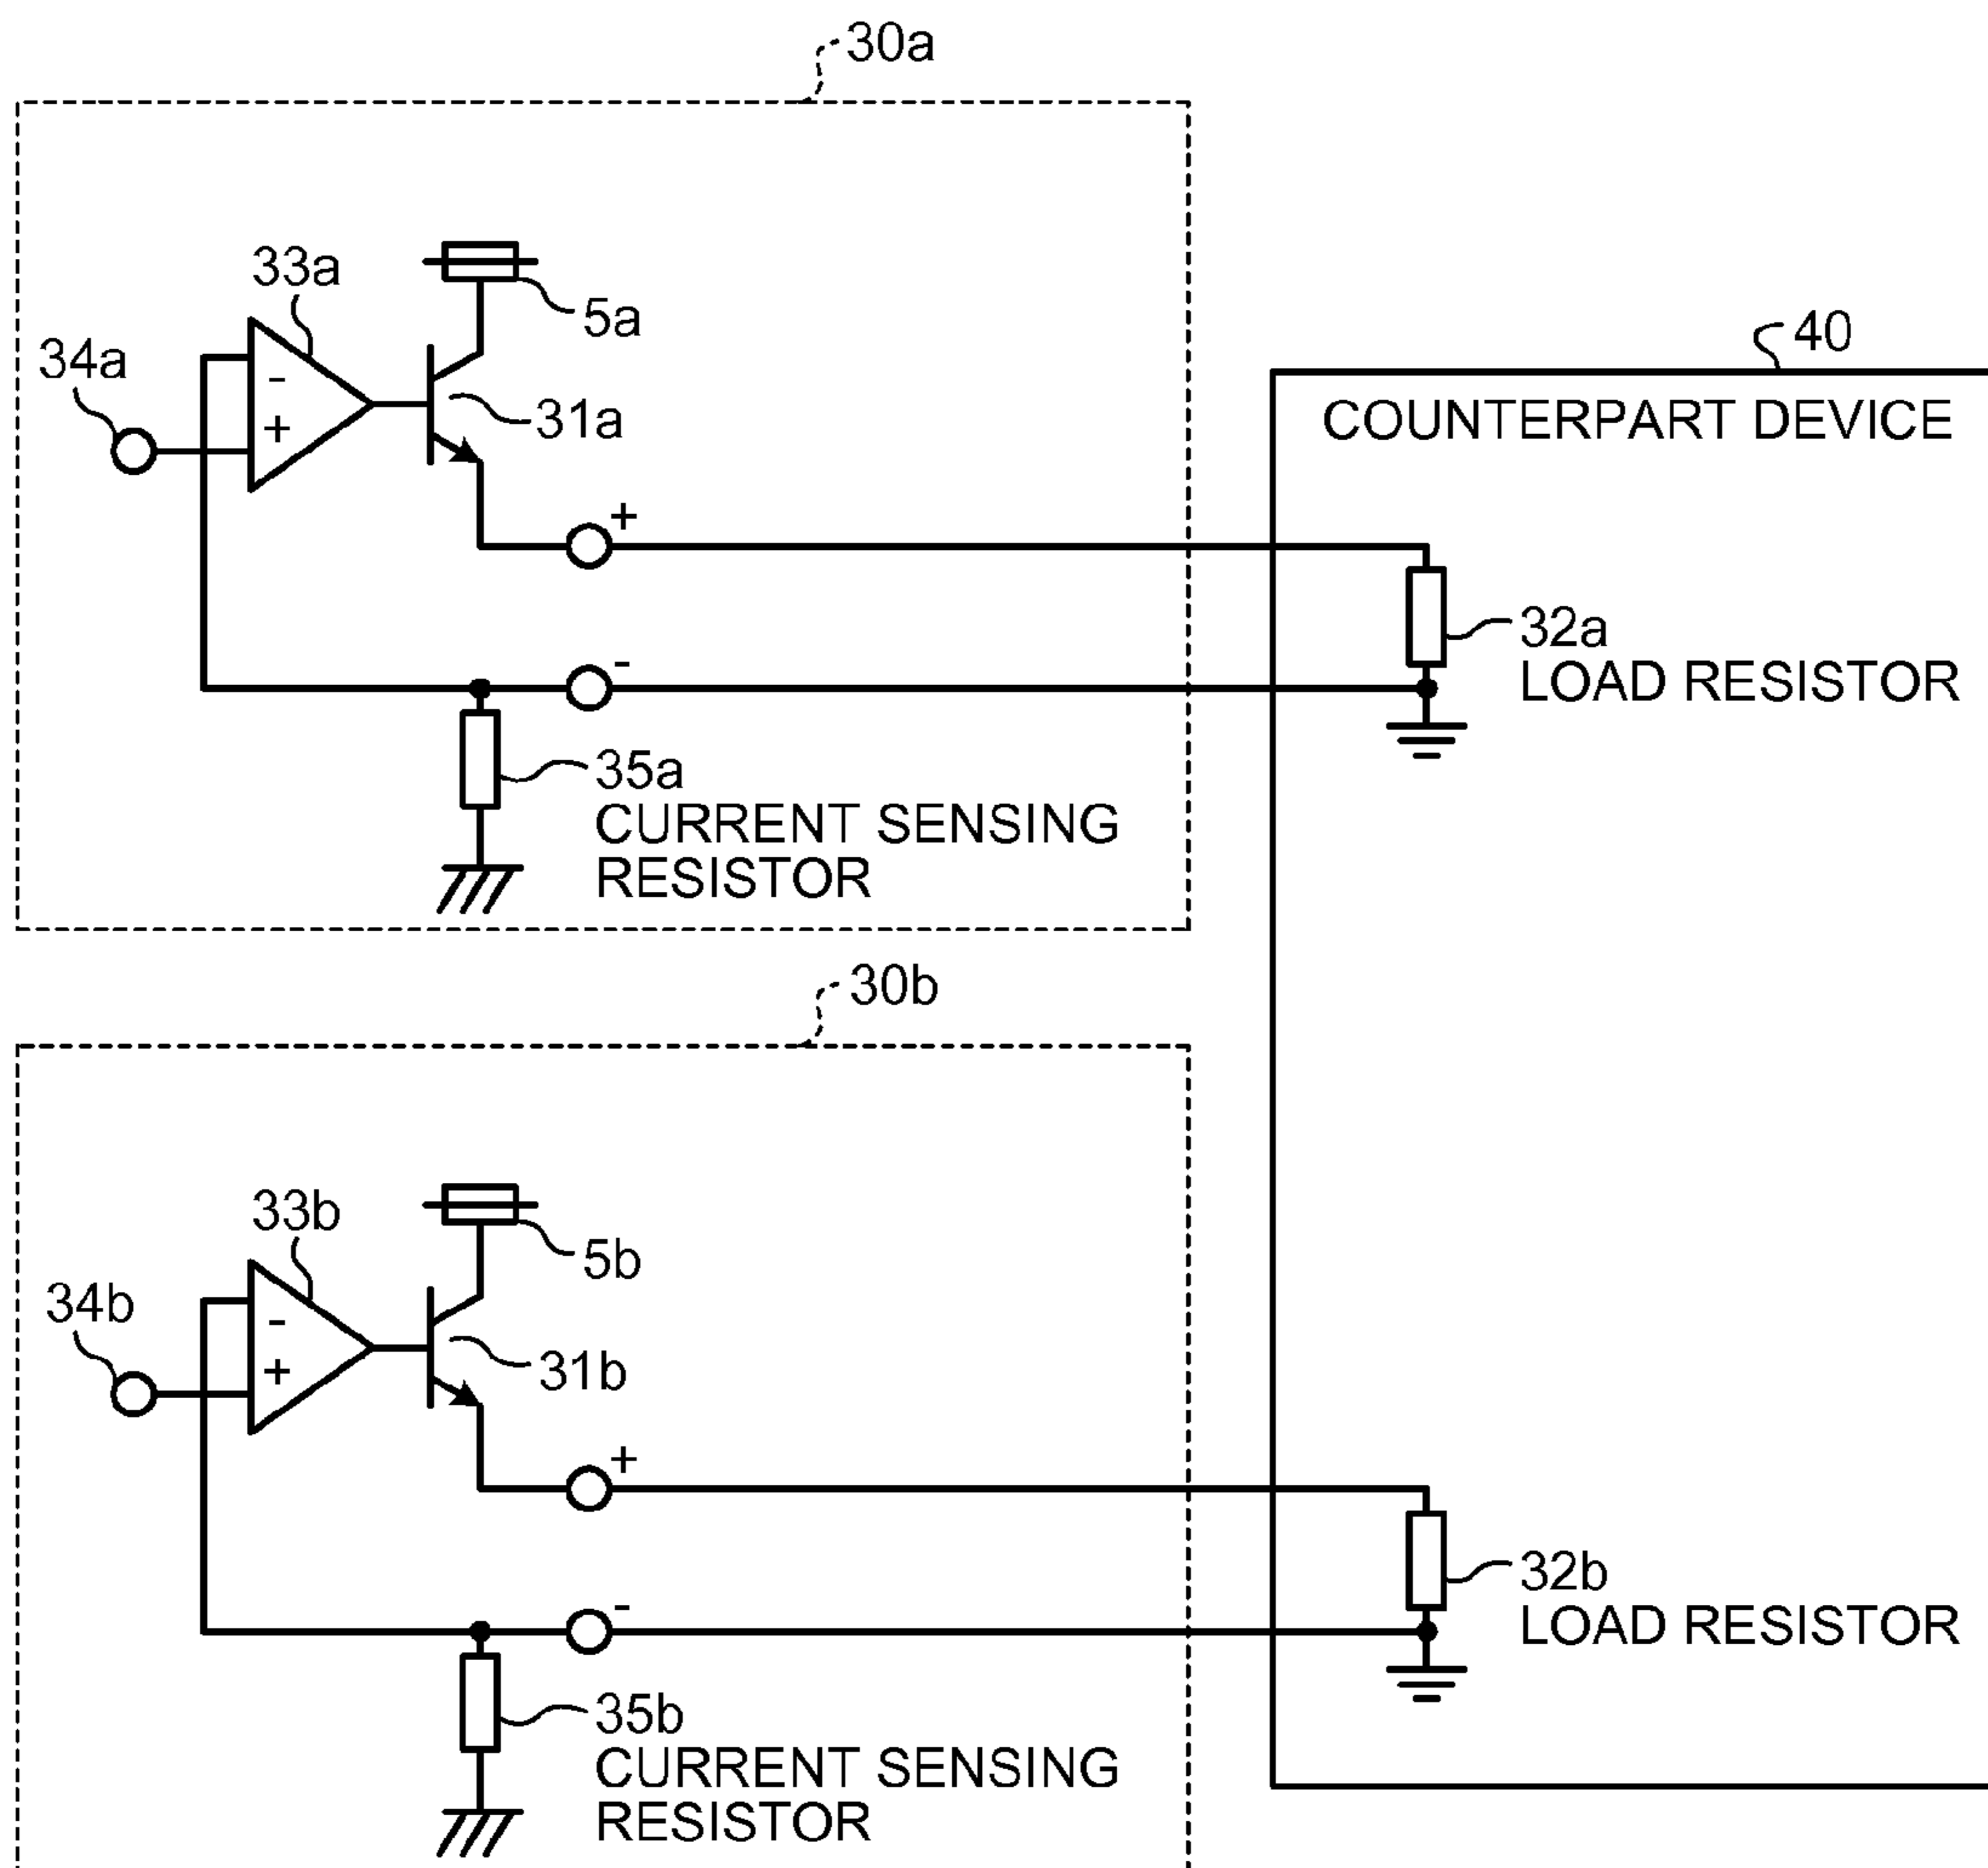 30a
33a
5a
34a
-
+
31a
40
COUNTERPART DEVICE
+
32a
LOAD RESISTOR
-
35a
CURRENT SENSING
RESISTOR
30b
33b
5b
34b
-
+
31b
+
32b
LOAD RESISTOR
-
35b
CURRENT SENSING
RESISTOR